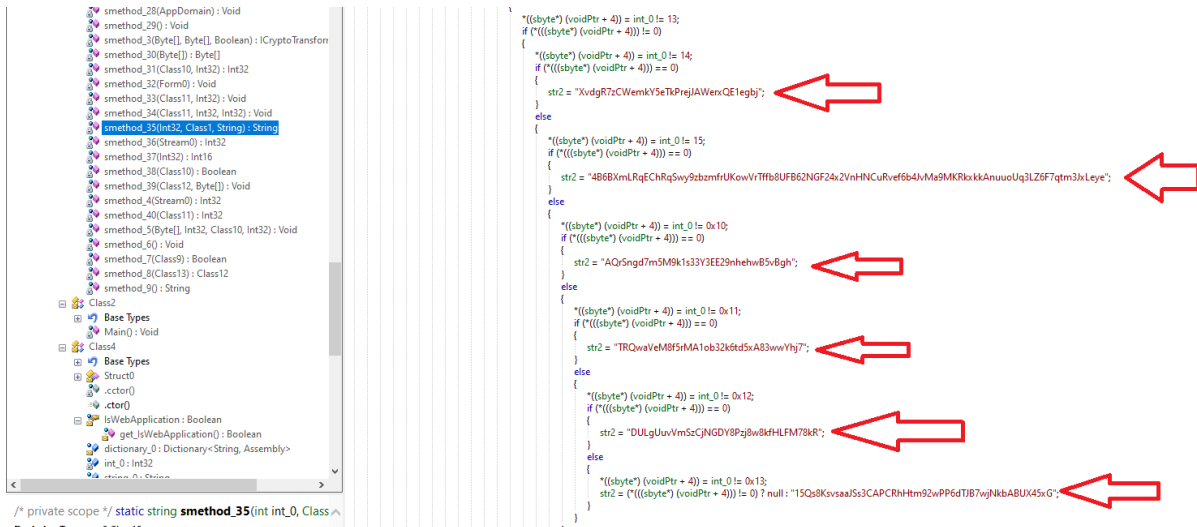 smethod_28(AppDomain) : Void
smethod_29() : Void
smethod_3(Byte[], Byte[], Boolean) : ICryptoTransforr
smethod_30(Byte[]) : Byte[]
smethod_31(Class10, Int32) : Int32
smethod_32(Form0) : Void
smethod_33(Class11, Int32) : Void
smethod_34(Class11, Int32, Int32) : Void
smethod_35(Int32, Class1, String) : String
smethod_36(Stream0) : Int32
smethod_37(Int32) : Int16
smethod_38(Class10) : Boolean
smethod_39(Class12, Byte[]) : Void
smethod_4(Stream0) : Int32
smethod_40(Class11) : Int32
smethod_5(Byte[], Int32, Class10, Int32) : Void
smethod_6() : Void
smethod_7(Class9) : Boolean
smethod_8(Class13) : Class12
smethod_9() : String
Class2
Base Types
Main() : Void
Class4
Base Types
Struct0
.cctor()
.ctor()
IsWebApplication : Boolean
get_IsWebApplication() : Boolean
dictionary_0 : Dictionary<String, Assembly>
int_0 : Int32
/* private scope */ static string smethod_35(int int_0, Class
{
*((sbyte*) (voidPtr + 4)) = int_0 != 13;
if (*(((sbyte*) (voidPtr + 4))) != 0)
{
*((sbyte*) (voidPtr + 4)) = int_0 != 14;
if (*(((sbyte*) (voidPtr + 4))) == 0)
{
str2 = "XvdgR7zCWemkY5eTkPrejJAWerxQE1egbj";
}
else
{
*((sbyte*) (voidPtr + 4)) = int_0 != 15;
if (*(((sbyte*) (voidPtr + 4))) == 0)
{
str2 = "4B6BXmLRqEChRqSwy9zbzmfrUKowVrTffb8UFB62NGF24x2VnHNCuRvef6b4JvMa9MKRkxkkAnuuoUq3LZ6F7qtm3JxLeye";
}
else
{
*((sbyte*) (voidPtr + 4)) = int_0 != 0x10;
if (*(((sbyte*) (voidPtr + 4))) == 0)
{
str2 = "AQrSngd7m5M9k1s33Y3EE29nhehwB5vBgh";
}
else
{
*((sbyte*) (voidPtr + 4)) = int_0 != 0x11;
if (*(((sbyte*) (voidPtr + 4))) == 0)
{
str2 = "TRQwaVeM8f5rMA1ob32k6td5xA83wwYhj7";
}
else
{
*((sbyte*) (voidPtr + 4)) = int_0 != 0x12;
if (*(((sbyte*) (voidPtr + 4))) == 0)
{
str2 = "DULgUuvVmSzCjNGDY8Pzj8w8kfHLFM78kR";
}
else
{
*((sbyte*) (voidPtr + 4)) = int_0 != 0x13;
str2 = (*(((sbyte*) (voidPtr + 4))) != 0) ? null : "15Qs8KsvsaaJSs3CAPCRhHtm92wPP6dTJB7wjNkbABUX45xG";
}